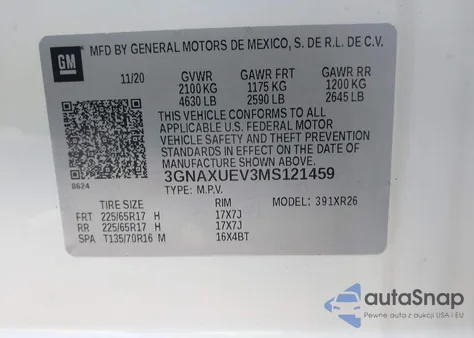 GM
MFD BY GENERAL MOTORS DE MEXICO, S. DE R.L. DE C.V.
11/20 GVWR GAWR FRT GAWR RR
2100 KG 1175 KG 1200 KG
4630 LB 2590 LB 2645 LB
THIS VEHICLE CONFORMS TO ALL
APPLICABLE U.S. FEDERAL MOTOR
VEHICLE SAFETY AND THEFT PREVENTION
STANDARDS IN EFFECT ON THE DATE OF
MANUFACTURE SHOWN ABOVE.
8624
3GNAXUEV3MS121459
TYPE: M.P.V.
TIRE SIZE RIM MODEL: 391XR26
FRT 225/65R17 H 17X7J
RR 225/65R17 H 17X7J
SPA T135/70R16 M 16X4BT
autoSnap
Pewne auta z aukcji USA i EU